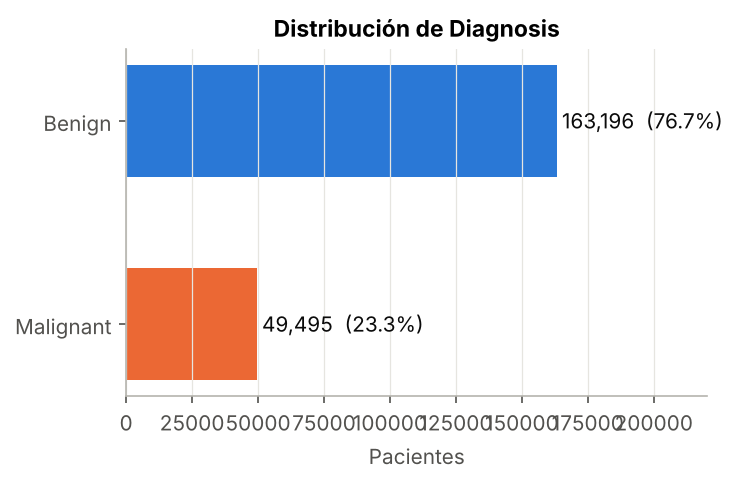 Distribución de Diagnosis
Benign
163,196 (76.7%)
Malignant
49,495 (23.3%)
0 25000 50000 75000 100000 125000 150000 175000 200000
Pacientes